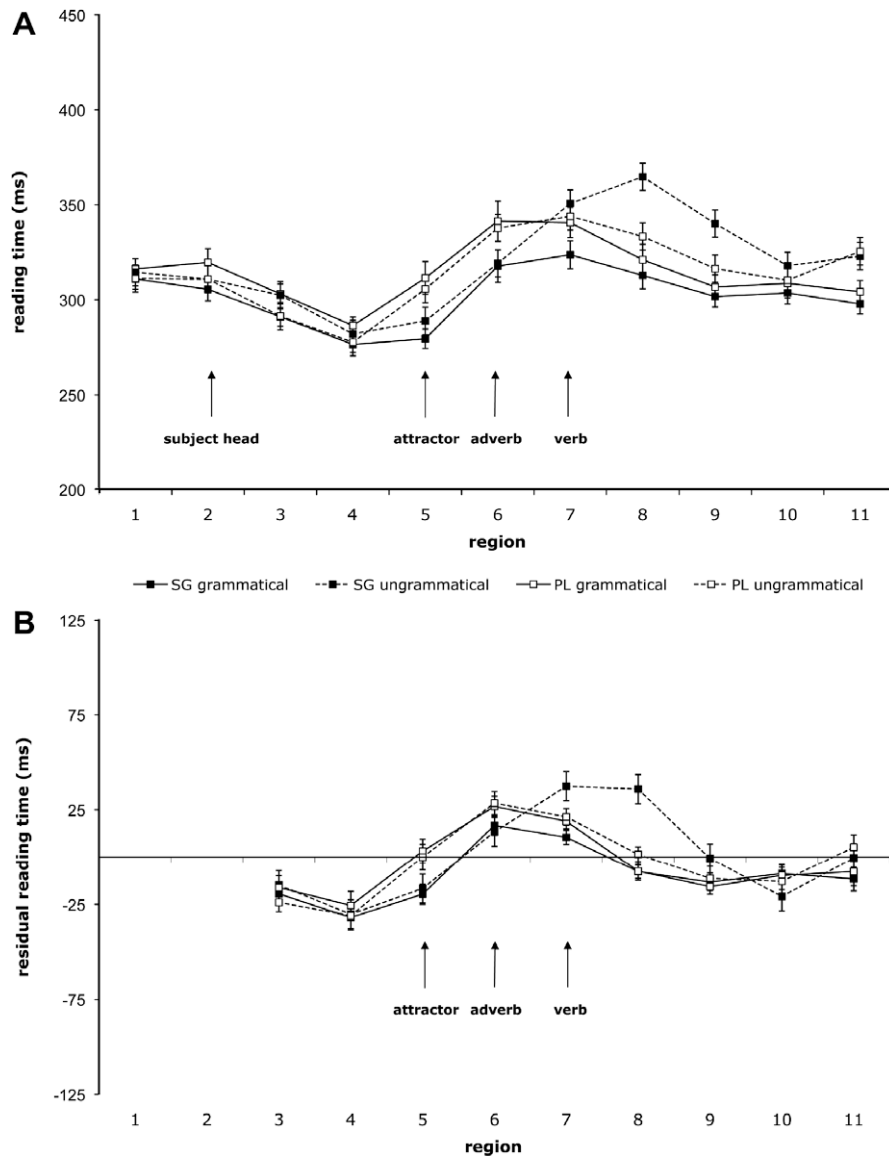 A
450
400
350
300
250
200
reading time (ms)
subject head attractor adverb verb
1 2 3 4 5 6 7 8 9 10 11
region
SG grammatical SG ungrammatical PL grammatical PL ungrammatical
B
125
75
25
-25
-75
-125
residual reading time (ms)
attractor adverb verb
1 2 3 4 5 6 7 8 9 10 11
region